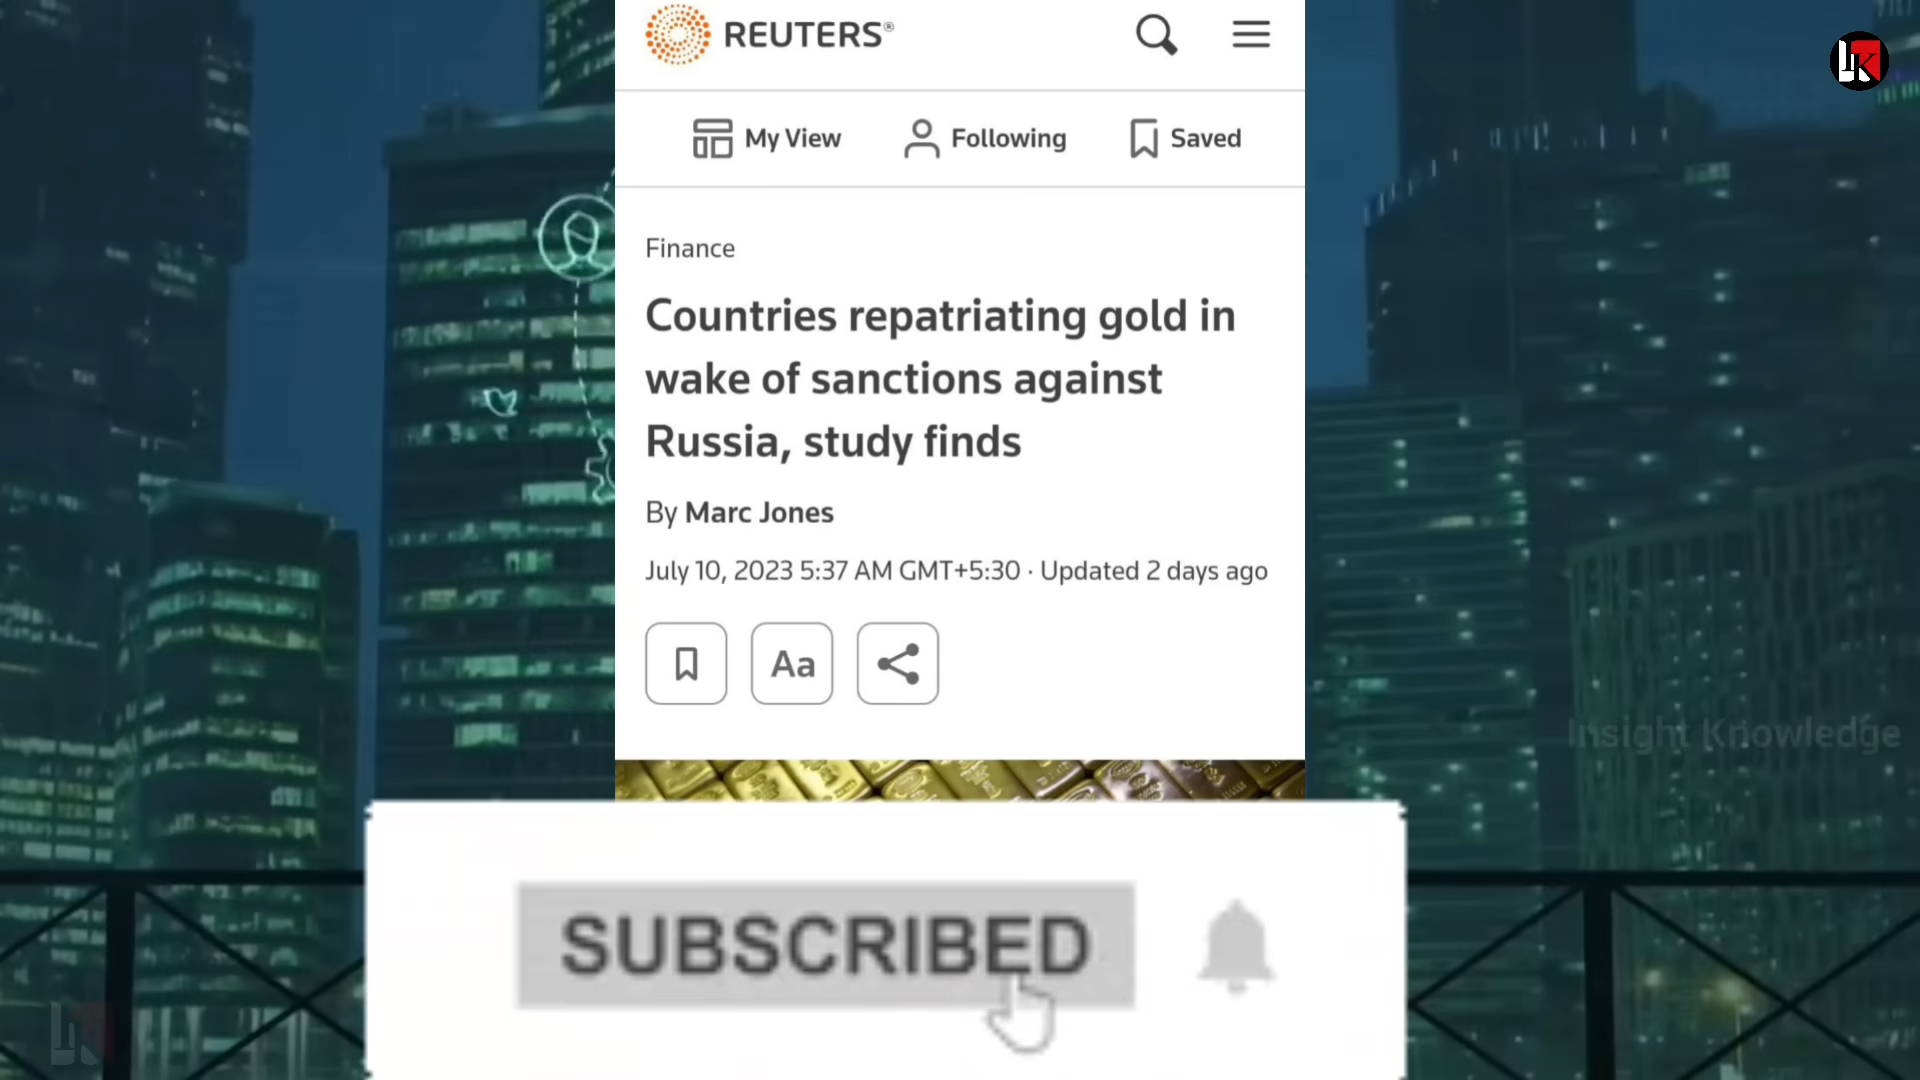 REUTERS®
My View
Following
Saved
Finance
Countries repatriating gold in
wake of sanctions against
Russia, study finds
By Marc Jones
July 10, 2023 5:37 AM GMT+5:30 · Updated 2 days ago
Aa
Insight Knowledge
SUBSCRIBED